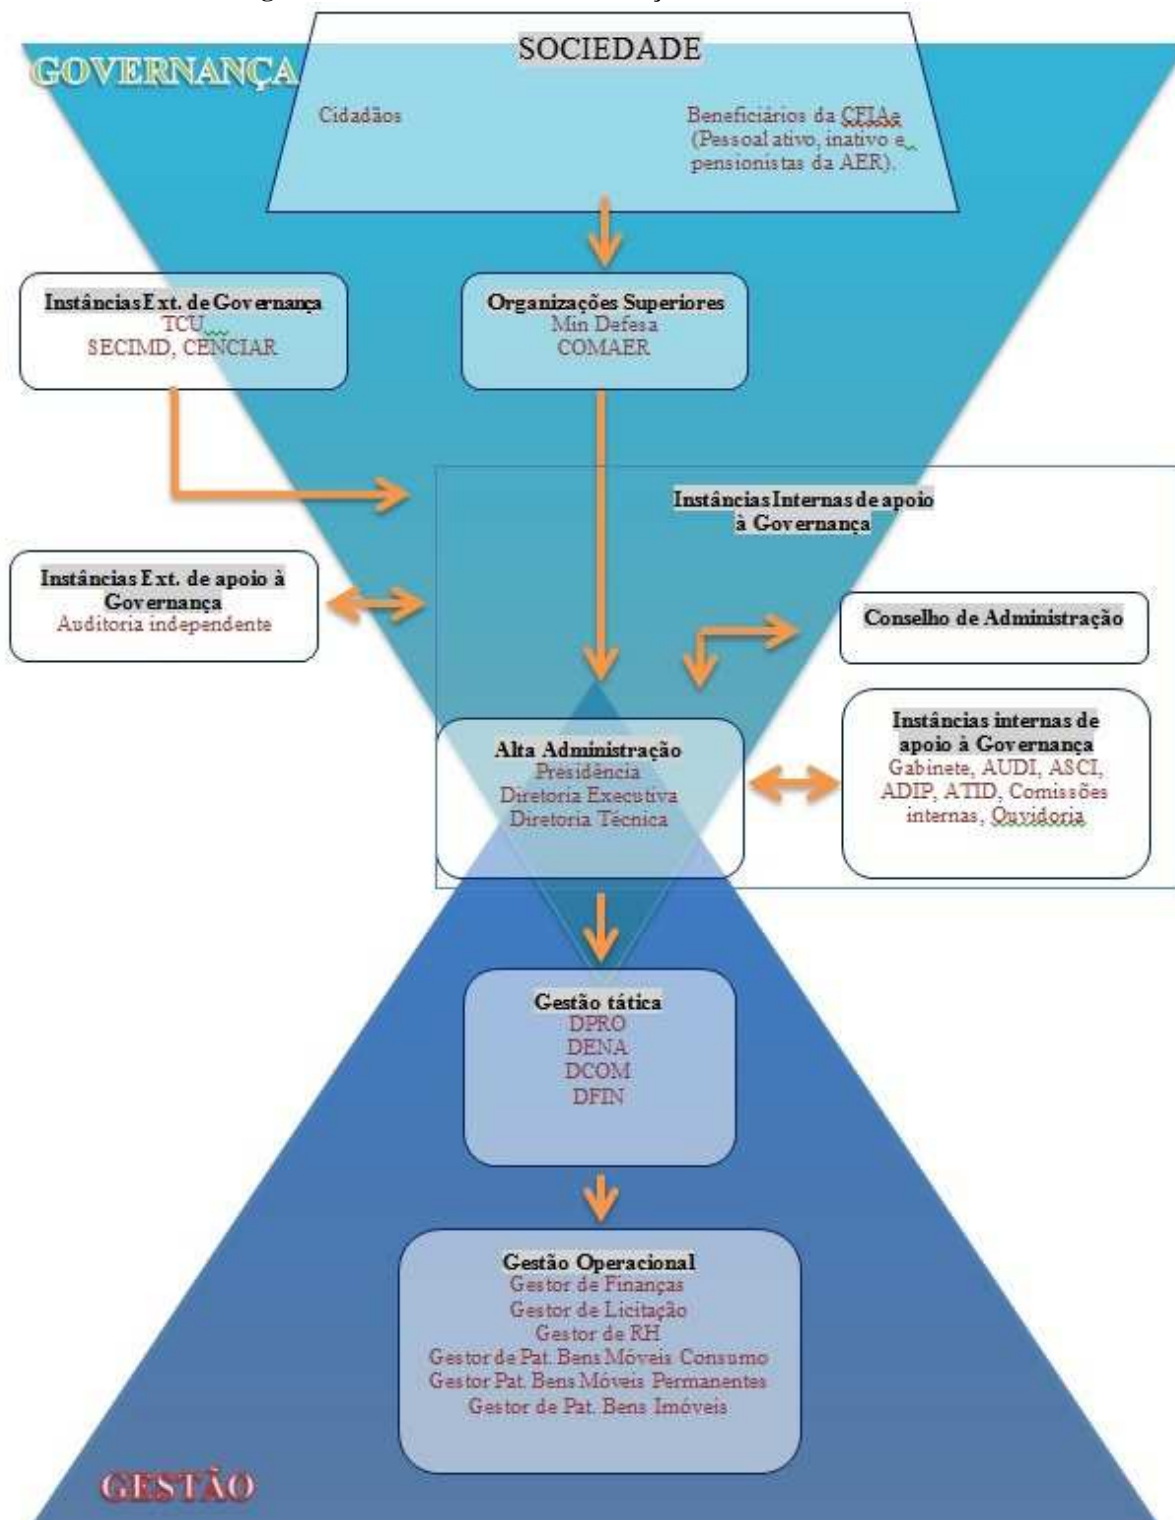 GOVERNANÇA
SOCIEDADE
Cidadãos
Beneficiários da CFIAe
(Pessoal ativo, inativo e
pensionistas da AER).
Instâncias Ext. de Governança
TCU
SECIMD, CENCIAR
Organizações Superiores
Min Defesa
COMAER
Instâncias Internas de apoio
à Governança
Instâncias Ext. de apoio à
Governança
Auditoria independente
Conselho de Administração
Alta Administração
Presidência
Diretoria Executiva
Diretoria Técnica
Instâncias internas de
apoio à Governança
Gabinete, AUDI, ASCI,
ADIP, ATID, Comissões
internas, Ouvidoria
Gestão tática
DPRO
DENA
DCOM
DFIN
Gestão Operacional
Gestor de Finanças
Gestor de Licitação
Gestor de RH
Gestor de Pat. Bens Móveis Consumo
Gestor Pat. Bens Móveis Permanentes
Gestor de Pat. Bens Imóveis
GESTÃO